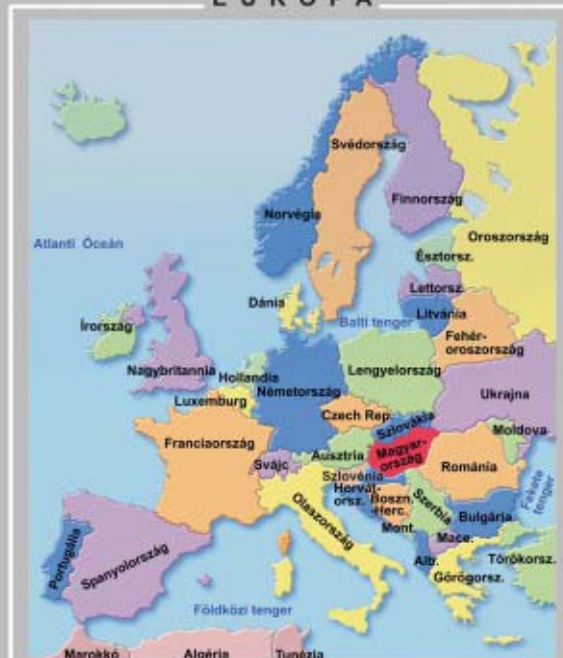 EURÓPA
Svédország
Finnország
Norvégia
Oroszország
Atlanti Óceán
Észtorsz.
Lettorsz.
Dánia
Litvánia
Írország
Balti tenger
Fehér-
oroszország
Nagybritannia
Hollandia
Lengyelország
Németország
Luxemburg
Ukrajna
Czech Rep.
Szlovákia
Moldova
Franciaország
Magyar-
ország
Ausztria
Svájc
Románia
Szlovénia
Horvát-
orsz.
Boszn.
Herc.
Szerbia
Fekete
tenger
Olaszország
Bulgária
Mont.
Mace.
Portugália
Spanyolország
Alb.
Törökorsz.
Görögorsz.
Földközi tenger
Marokkó
Algéria
Tunézia